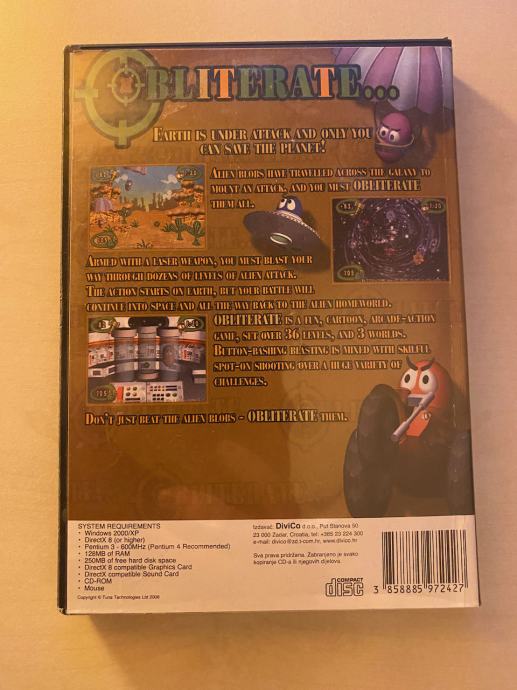 OBLITERATE...
EARTH IS UNDER ATTACK AND ONLY YOU
CAN SAVE THE PLANET!
ALIEN BLOBS HAVE TRAVELLED ACROSS THE GALAXY TO
MOUNT AN ATTACK, AND YOU MUST OBLITERATE
THEM ALL.
ARMED WITH A LASER WEAPON, YOU MUST BLAST YOUR
WAY THROUGH DOZENS OF LEVELS OF ALIEN ATTACK.
THE ACTION STARTS ON EARTH, BUT YOUR BATTLE WILL
CONTINUE INTO SPACE AND ALL THE WAY BACK TO THE ALIEN HOMEWORLD.
OBLITERATE IS A FUN, CARTOON, ARCADE-ACTION
GAME, SET OVER 36 LEVELS, AND 3 WORLDS.
BUTTON-BASHING BLASTING IS MIXED WITH SKILFUL
SPOT-ON SHOOTING OVER A HUGE VARIETY OF
CHALLENGES.
DON'T JUST BEAT THE ALIEN BLOBS - OBLITERATE THEM.
SYSTEM REQUIREMENTS
• Windows 2000/XP
• DirectX 8 (or higher)
• Pentium 3 - 600MHz (Pentium 4 Recommended)
• 128MB of RAM
• 250MB of free hard disk space
• DirectX 8 compatible Graphics Card
• DirectX compatible Sound Card
• CD-ROM
• Mouse
Copyright © Tuna Technologies Ltd 2006
Izdavač: DiviCo d.o.o., Put Stanova 50
23 000 Zadar, Croatia, tel: +385 23 224 300
e-mail: divico@zd.t-com.hr, www.divico.hr
Sva prava pridržana. Zabranjeno je svako
kopiranje CD-a ili njegovih djelova.
COMPACT
disc
3 858885 972427